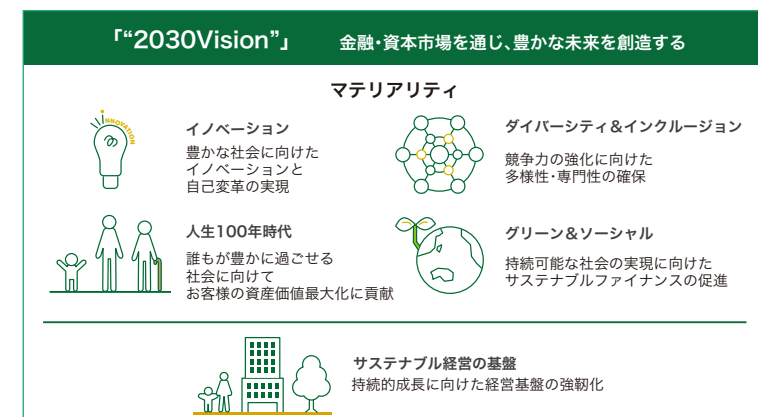 「“2030Vision”」 金融・資本市場を通じ、豊かな未来を創造する
マテリアリティ
INNOVATION
イノベーション
豊かな社会に向けた
イノベーションと
自己変革の実現
ダイバーシティ&インクルージョン
競争力の強化に向けた
多様性・専門性の確保
人生100年時代
誰もが豊かに過ごせる
社会に向けて
お客様の資産価値最大化に貢献
グリーン&ソーシャル
持続可能な社会の実現に向けた
サステナブルファイナンスの促進
サステナブル経営の基盤
持続的成長に向けた経営基盤の強靭化